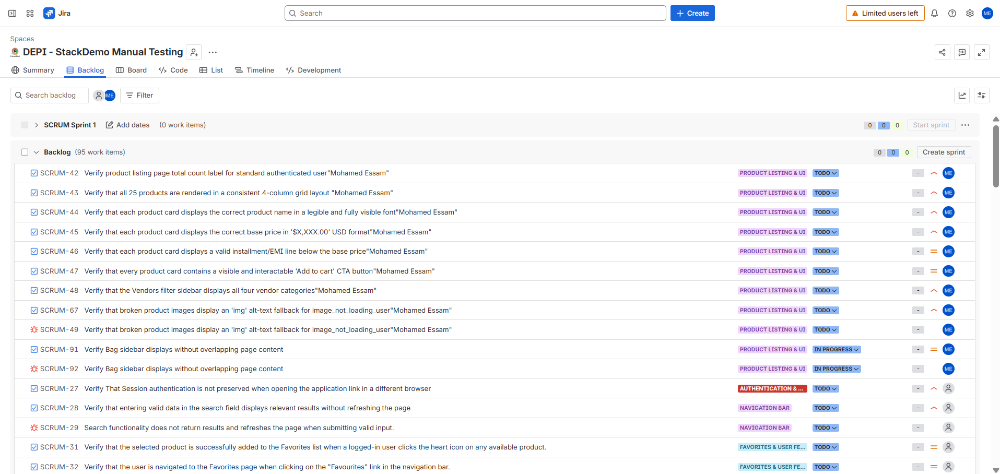 Jira
Search
Create
Limited users left
ME
Spaces
DEPI - StackDemo Manual Testing
Summary
Backlog
Board
Code
List
Timeline
Development
Search backlog
ME
Filter
SCRUM Sprint 1 Add dates (0 work items) 0 0 0 Start sprint
Backlog (95 work items) 0 0 0 Create sprint
SCRUM-42 Verify product listing page total count label for standard authenticated user"Mohamed Essam" PRODUCT LISTING & UI TODO - ME
SCRUM-43 Verify that all 25 products are rendered in a consistent 4-column grid layout "Mohamed Essam" PRODUCT LISTING & UI TODO - ME
SCRUM-44 Verify that each product card displays the correct product name in a legible and fully visible font"Mohamed Essam" PRODUCT LISTING & UI TODO - ME
SCRUM-45 Verify that each product card displays the correct base price in '$X,XXX.00' USD format"Mohamed Essam" PRODUCT LISTING & UI TODO - ME
SCRUM-46 Verify that each product card displays a valid installment/EMI line below the base price"Mohamed Essam" PRODUCT LISTING & UI TODO - ME
SCRUM-47 Verify that every product card contains a visible and interactable 'Add to cart' CTA button"Mohamed Essam" PRODUCT LISTING & UI TODO - ME
SCRUM-48 Verify that the Vendors filter sidebar displays all four vendor categories"Mohamed Essam" PRODUCT LISTING & UI TODO - ME
SCRUM-67 Verify that broken product images display an 'img' alt-text fallback for image_not_loading_user"Mohamed Essam" PRODUCT LISTING & UI TODO - ME
SCRUM-49 Verify that broken product images display an 'img' alt-text fallback for image_not_loading_user"Mohamed Essam" PRODUCT LISTING & UI TODO - ME
SCRUM-91 Verify Bag sidebar displays without overlapping page content PRODUCT LISTING & UI IN PROGRESS - ME
SCRUM-92 Verify Bag sidebar displays without overlapping page content PRODUCT LISTING & UI IN PROGRESS - ME
SCRUM-27 Verify That Session authentication is not preserved when opening the application link in a different browser AUTHENTICATION & ... TODO -
SCRUM-28 Verify that entering valid data in the search field displays relevant results without refreshing the page NAVIGATION BAR TODO -
SCRUM-29 Search functionality does not return results and refreshes the page when submitting valid input. NAVIGATION BAR TODO -
SCRUM-31 Verify that the selected product is successfully added to the Favorites list when a logged-in user clicks the heart icon on any available product. FAVORITES & USER FE... TODO -
SCRUM-32 Verify that the user is navigated to the Favorites page when clicking on the "Favourites" link in the navigation bar. FAVORITES & USER FE... TODO -